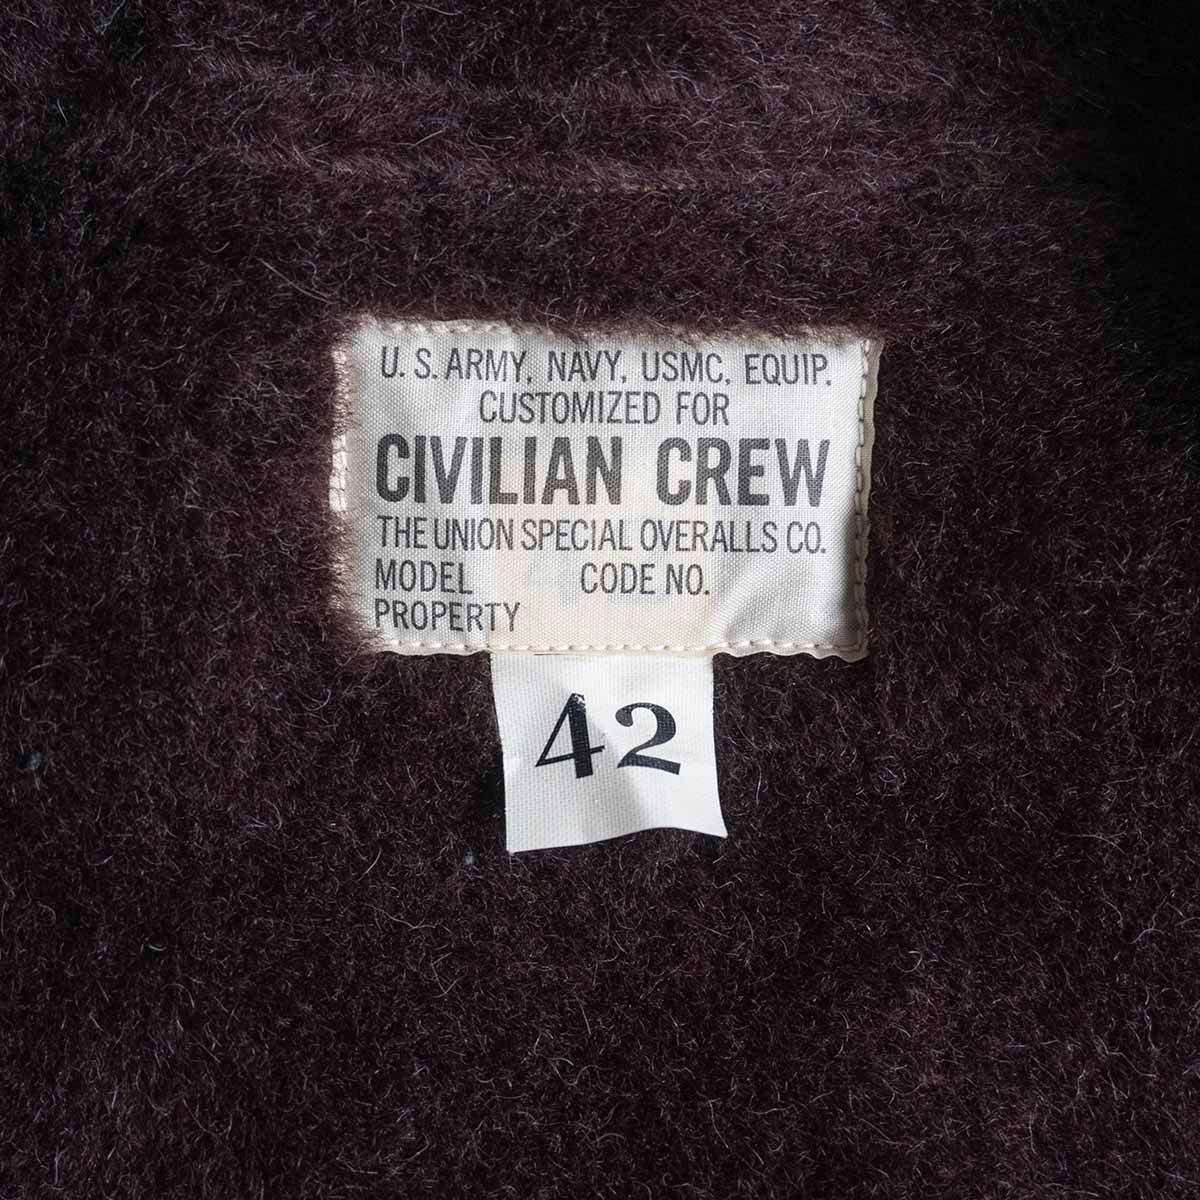 U. S. ARMY, NAVY, USMC, EQUIP.
CUSTOMIZED FOR
CIVILIAN CREW
THE UNION SPECIAL OVERALLS CO.
MODEL CODE NO.
PROPERTY
42